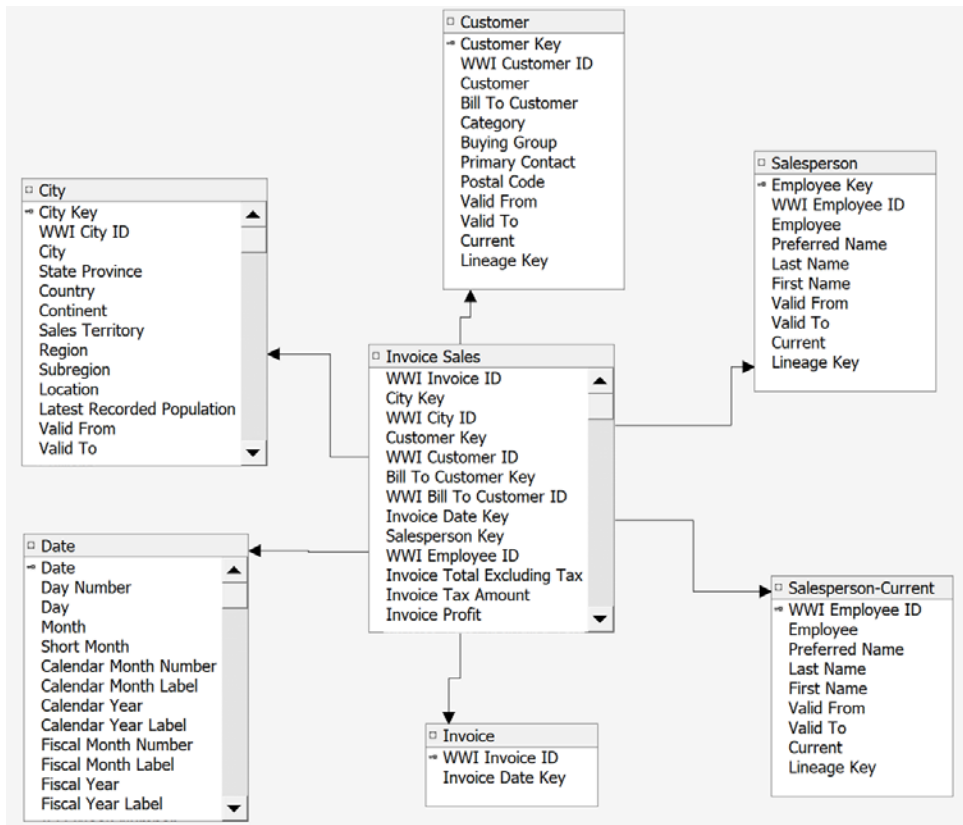 Customer
Customer Key
WWI Customer ID
Customer
Bill To Customer
Category
Buying Group
Primary Contact
Postal Code
Valid From
Valid To
Current
Lineage Key
Salesperson
Employee Key
WWI Employee ID
Employee
Preferred Name
Last Name
First Name
Valid From
Valid To
Current
Lineage Key
City
City Key
WWI City ID
City
State Province
Country
Continent
Sales Territory
Region
Subregion
Location
Latest Recorded Population
Valid From
Valid To
Invoice Sales
WWI Invoice ID
City Key
WWI City ID
Customer Key
WWI Customer ID
Bill To Customer Key
WWI Bill To Customer ID
Invoice Date Key
Salesperson Key
WWI Employee ID
Invoice Total Excluding Tax
Invoice Tax Amount
Invoice Profit
Date
Date
Day Number
Day
Month
Short Month
Calendar Month Number
Calendar Month Label
Calendar Year
Calendar Year Label
Fiscal Month Number
Fiscal Month Label
Fiscal Year
Fiscal Year Label
Salesperson-Current
WWI Employee ID
Employee
Preferred Name
Last Name
First Name
Valid From
Valid To
Current
Lineage Key
Invoice
WWI Invoice ID
Invoice Date Key